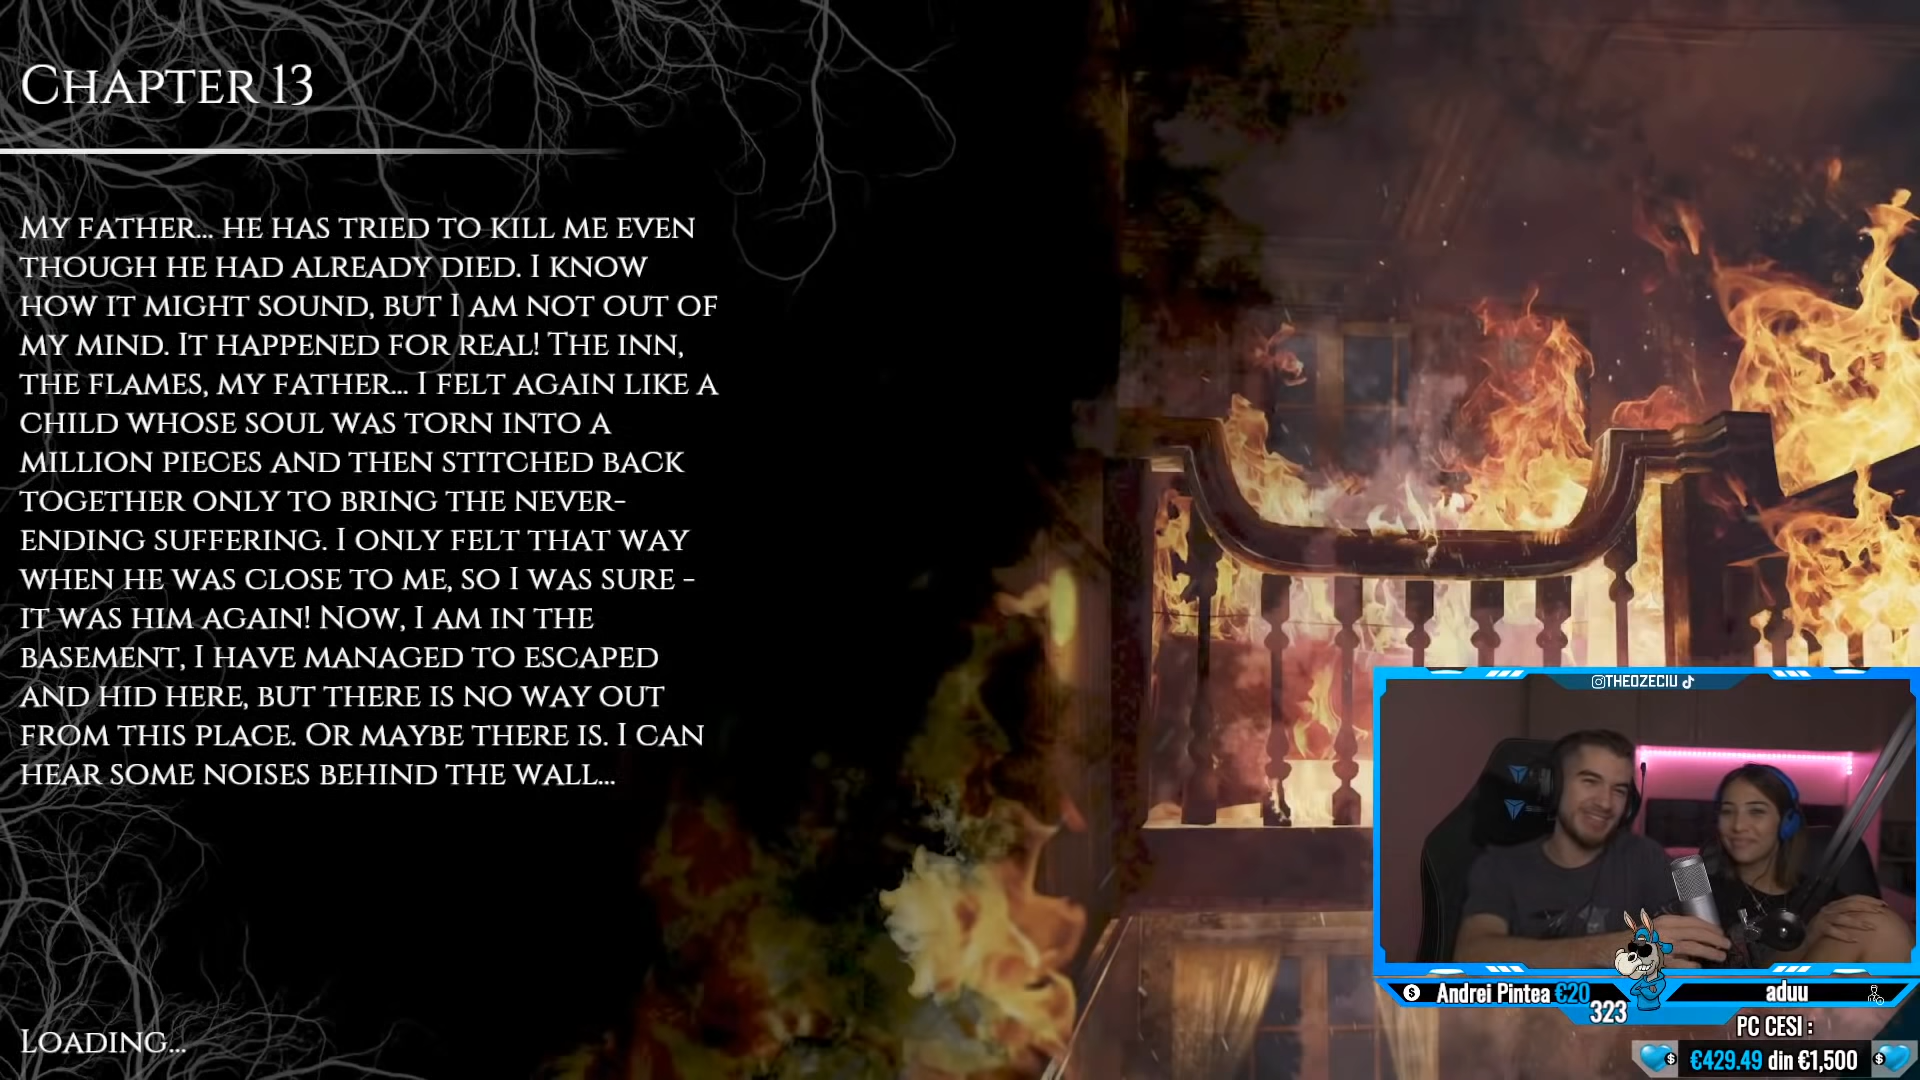 Chapter 13
My father... he has tried to kill me even
though he had already died. I know
how it might sound, but I am not out of
my mind. It happened for real! The inn,
the flames, my father... I felt again like a
child whose soul was torn into a
million pieces and then stitched back
together only to bring the never-
ending suffering. I only felt that way
when he was close to me, so I was sure -
it was him again! Now, I am in the
basement, I have managed to escaped
and hid here, but there is no way out
from this place. Or maybe there is. I can
hear some noises behind the wall...
Loading...
THEOZECIU
Andrei Pintea €20
323
aduu
PC CESI :
€429.49 din €1,500